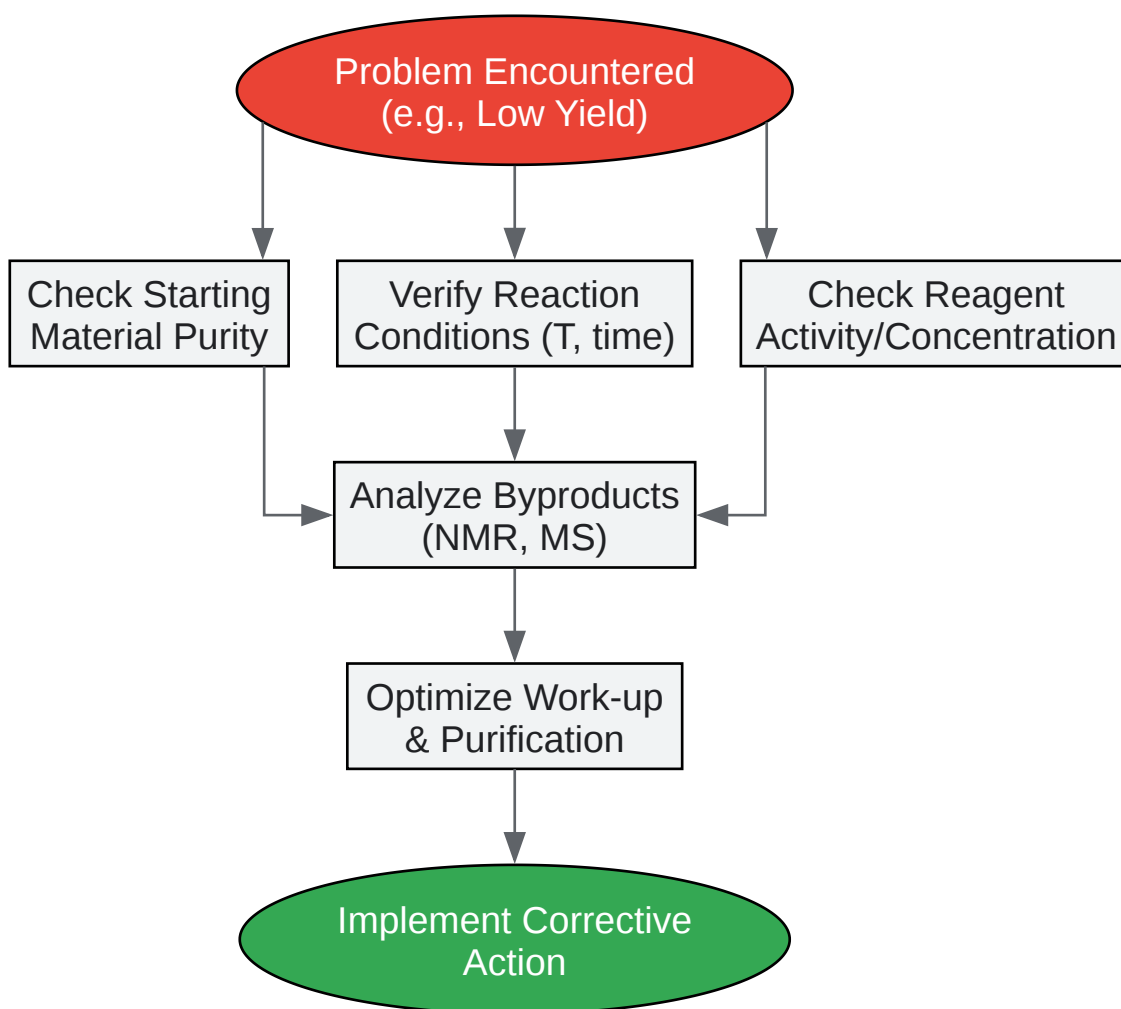 Problem Encountered
(e.g., Low Yield)
Check Starting
Material Purity
Verify Reaction
Conditions (T, time)
Check Reagent
Activity/Concentration
Analyze Byproducts
(NMR, MS)
Optimize Work-up
& Purification
Implement Corrective
Action